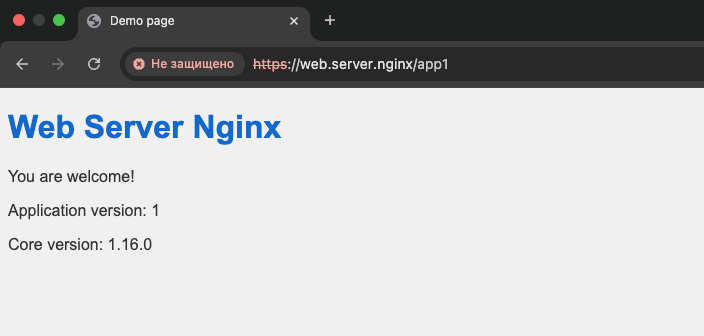 Demo page
Не защищено https://web.server.nginx/app1
Web Server Nginx
You are welcome!
Application version: 1
Core version: 1.16.0